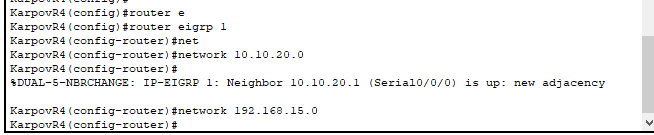 KarpovR4(config)#
KarpovR4(config)#router e
KarpovR4(config)#router eigrp 1
KarpovR4(config-router)#net
KarpovR4(config-router)#network 10.10.20.0
KarpovR4(config-router)#
%DUAL-5-NBRCHANGE: IP-EIGRP 1: Neighbor 10.10.20.1 (Serial0/0/0) is up: new adjacency
KarpovR4(config-router)#network 192.168.15.0
KarpovR4(config-router)#